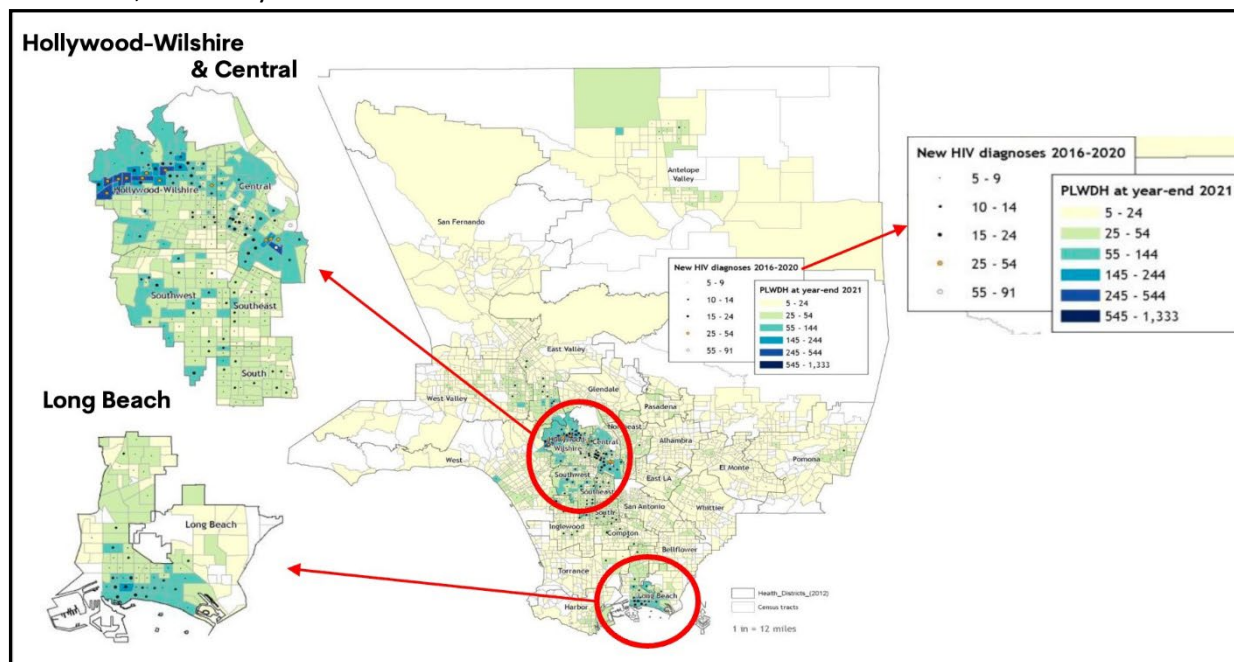 Hollywood-Wilshire
& Central
Hollywood-Wilshire
Central
Southwest
Southeast
South
Long Beach
Long Beach
Antelope
Valley
San Fernando
New HIV diagnoses 2016-2020
5 - 9
10 - 14
15 - 24
25 - 54
55 - 91
PLWDH at year-end 2021
5 - 24
25 - 54
55 - 144
145 - 244
245 - 544
545 - 1,333
New HIV diagnoses 2016-2020
5 - 9
10 - 14
15 - 24
25 - 54
55 - 91
PLWDH at year-end 2021
5 - 24
25 - 54
55 - 144
145 - 244
245 - 544
545 - 1,333
East Valley
West Valley
Glendale
Pasadena
Northeast
Hollywood
Wilshire
Central
Alhambra
Pomona
West
El Monte
Southwest
East LA
Southeast
San Antonio
Whittier
South
Inglewood
Compton
Bellflower
Torrance
Long Beach
Harbor
Health_Districts_(2012)
Census tracts
1 in = 12 miles